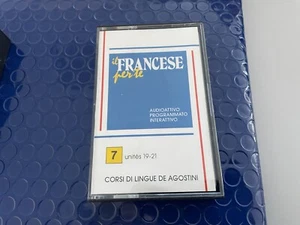 il FRANCESE
per te
AUDIOATTIVO
PROGRAMMATO
INTERATTIVO
7 unités 19-21
CORSI DI LINGUE DE AGOSTINI